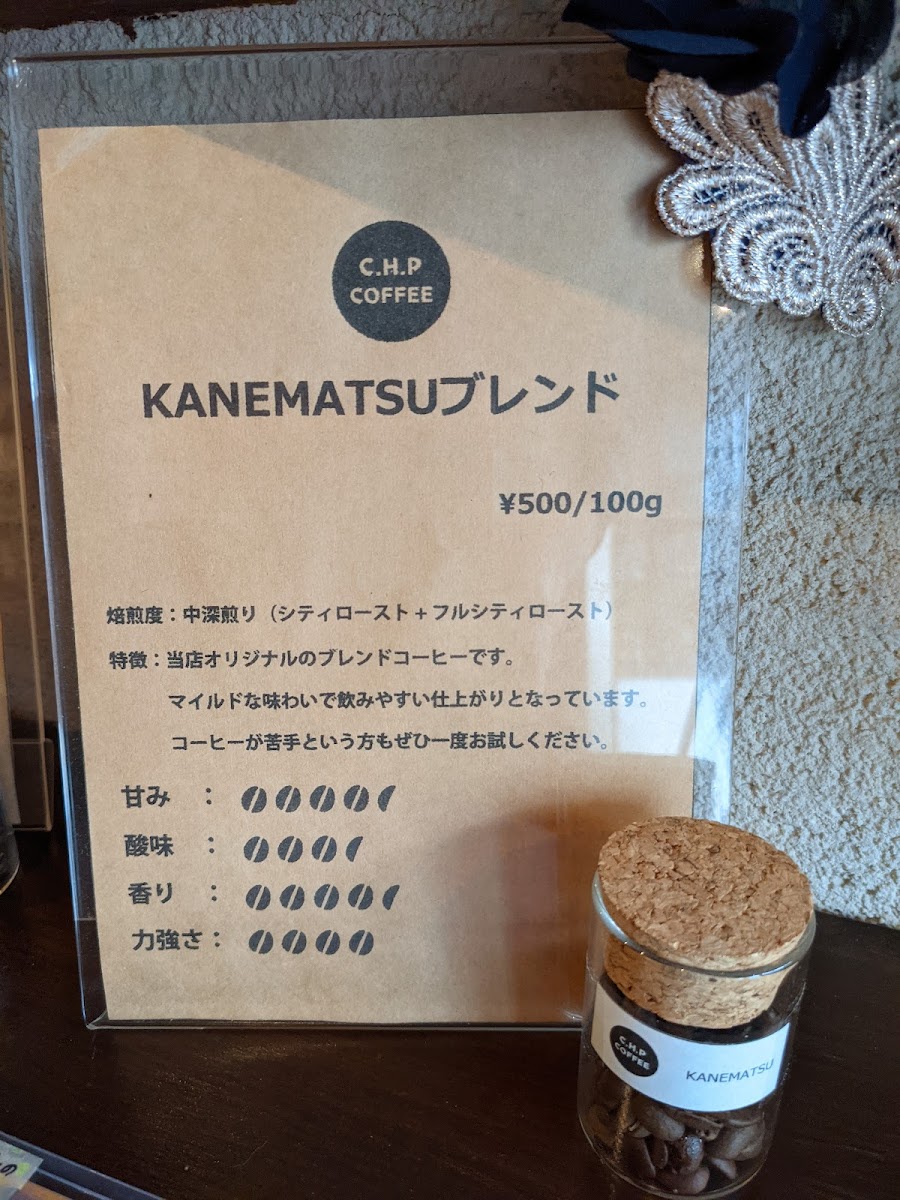 C.H.P
COFFEE
KANEMATSUブレンド
¥500/100g
焙煎度：中深煎り（シティロースト＋フルシティロースト）
特徴：当店オリジナルのブレンドコーヒーです。
マイルドな味わいで飲みやすい仕上がりとなっています。
コーヒーが苦手という方もぜひ一度お試しください。
甘み　：
酸味　：
香り　：
力強さ：
C.H.P
COFFEE
KANEMATSU
の